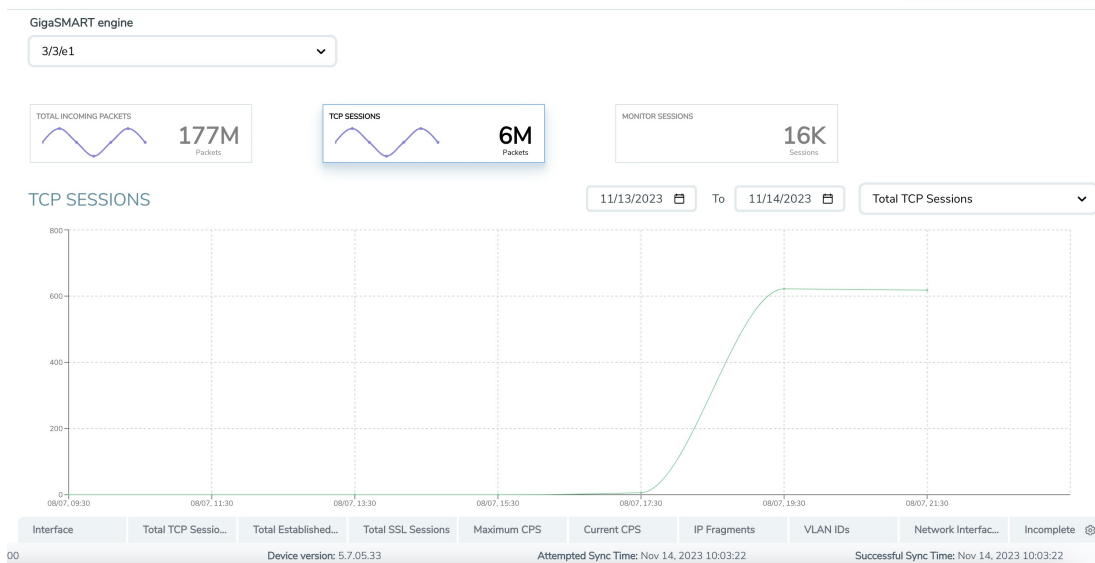 GigaSMART engine
3/3/e1
TOTAL INCOMING PACKETS
177M
Packets
TCP SESSIONS
6M
Packets
MONITOR SESSIONS
16K
Sessions
TCP SESSIONS
11/13/2023 To 11/14/2023 Total TCP Sessions
800
600
400
200
0
08/07, 09:30 08/07, 11:30 08/07, 13:30 08/07, 15:30 08/07, 17:30 08/07, 19:30 08/07, 21:30
Interface Total TCP Sessio... Total Established... Total SSL Sessions Maximum CPS Current CPS IP Fragments VLAN IDs Network Interfac... Incomplete
00 Device version: 5.7.05.33 Attempted Sync Time: Nov 14, 2023 10:03:22 Successful Sync Time: Nov 14, 2023 10:03:22